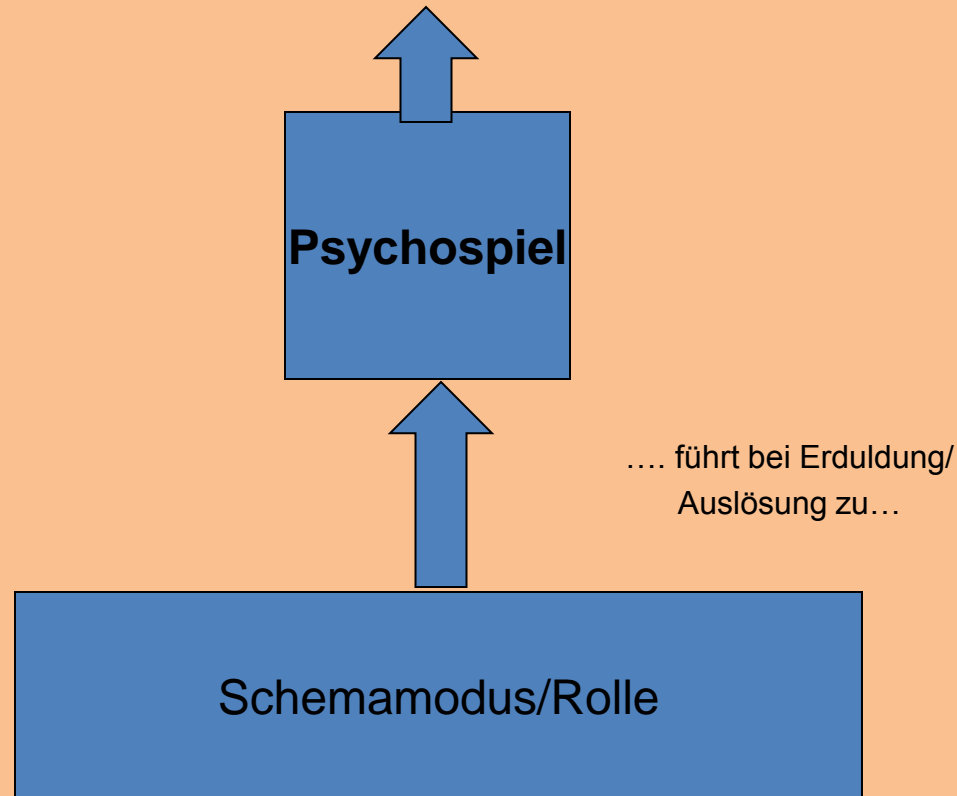 Psychospiel
…. führt bei Erduldung/
Auslösung zu…
Schemamodus/Rolle